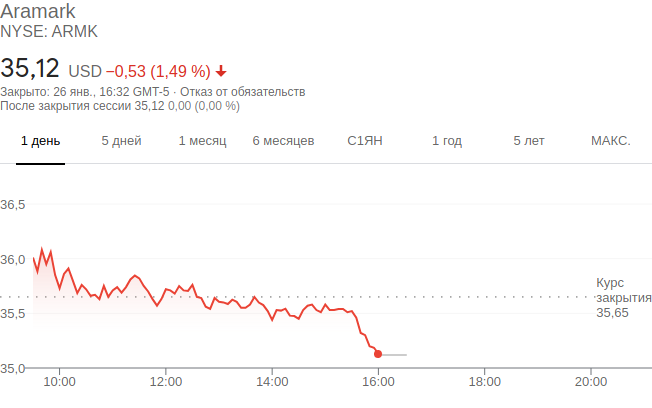 Aramark
NYSE: ARMK
35,12 USD −0,53 (1,49 %)
Закрыто: 26 янв., 16:32 GMT-5 · Отказ от обязательств
После закрытия сессии 35,12 0,00 (0,00 %)
1 день 5 дней 1 месяц 6 месяцев С1ЯН 1 год 5 лет МАКС.
36,5
36,0
Курс
закрытия
35,65
35,5
35,0
10:00 12:00 14:00 16:00 18:00 20:00